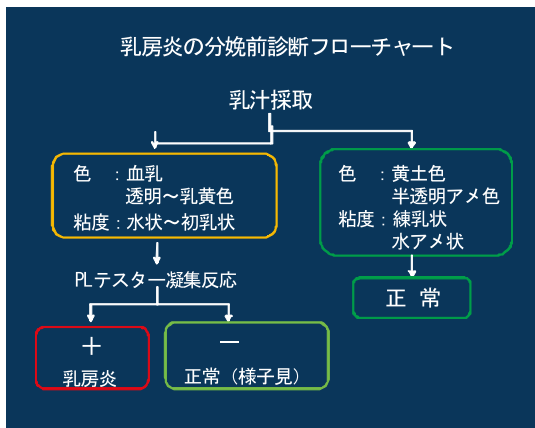 乳房炎の分娩前診断フローチャート
乳汁採取
色　：血乳
透明～乳黄色
粘度：水状～初乳状
色　：黄土色
半透明アメ色
粘度：練乳状
水アメ状
PLテスター凝集反応
正 常
＋
乳房炎
－
正常（様子見）